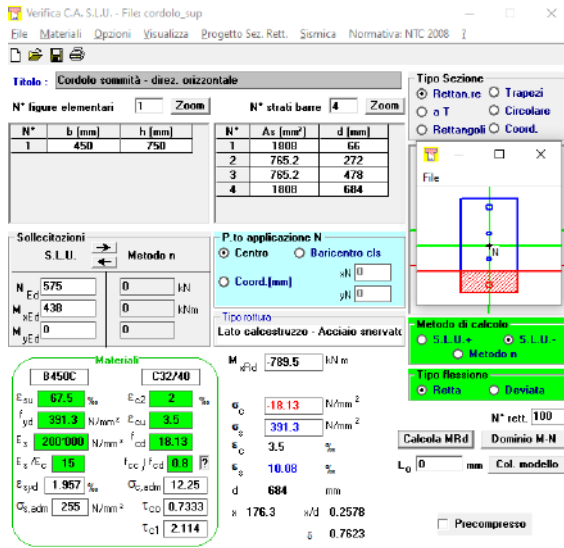 Verifica C.A. S.L.U. - File: cordolo_sup
File Materiali Opzioni Visualizza Progetto Sez. Rett. Sismica Normativa: NTC 2008 ?
Titolo : Cordolo sommità - direz. orizzontale
N° figure elementari 1 Zoom
N° strati barre 4 Zoom
N° b [mm] h [mm]
1 450 750
N° As [mm²] d [mm]
1 1808 66
2 765.2 272
3 765.2 478
4 1808 684
Tipo Sezione
Rettan.re Trapezi
a T Circolare
Rettangoli Coord.
File
N
Sollecitazioni
S.L.U. Metodo n
N Ed 575 0 kN
M xEd 438 0 kNm
M yEd 0 0
P.to applicazione N
Centro Baricentro cls
Coord.[mm] xN 0
yN 0
Tipo rottura
Lato calcestruzzo - Acciaio snervato
Metodo di calcolo
S.L.U.+ S.L.U.-
Metodo n
Tipo flessione
Retta Deviata
N° rett. 100
Calcola MRd Dominio M-N
L₀ 0 mm Col. modello
Precompresso
Materiali
B450C C32/40
εsu 67.5 ‰ εc2 2 ‰
fyd 391.3 N/mm² εcu 3.5
Es 200'000 N/mm² fcd 18.13
Es/Ec 15 fcc/fcd 0.8 ?
εsyd 1.957 ‰ σc,adm 12.25
σs,adm 255 N/mm² τco 0.7333
τc1 2.114
M xRd -789.5 kN m
σc -18.13 N/mm²
σs 391.3 N/mm²
εc 3.5 ‰
εs 10.08 ‰
d 684 mm
x 176.3 x/d 0.2578
δ 0.7623